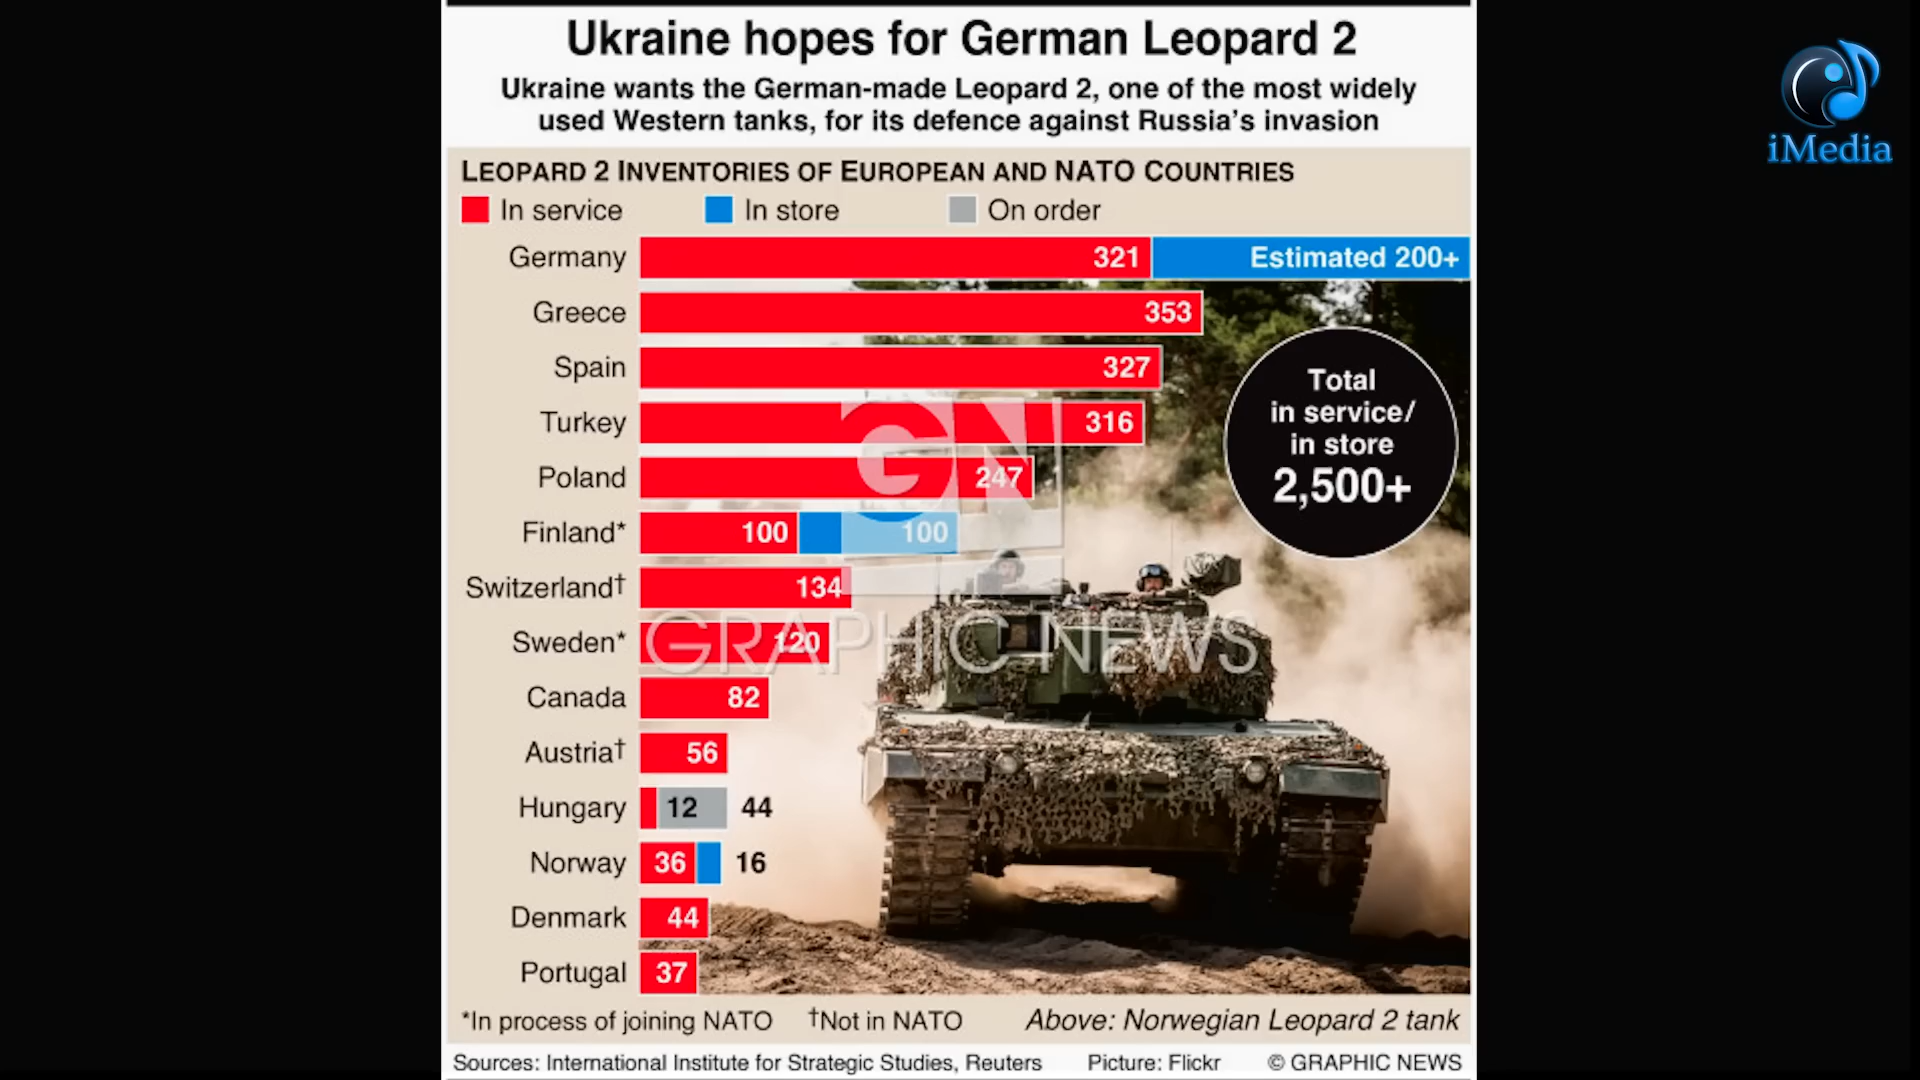 Ukraine hopes for German Leopard 2
Ukraine wants the German-made Leopard 2, one of the most widely
used Western tanks, for its defence against Russia's invasion
iMedia
LEOPARD 2 INVENTORIES OF EUROPEAN AND NATO COUNTRIES
In service In store On order
Germany 321 Estimated 200+
Greece 353
Spain 327
Turkey 316
Poland 247
Finland* 100 100
Switzerland† 134
Sweden* 120
Canada 82
Austria† 56
Hungary 12 44
Norway 36 16
Denmark 44
Portugal 37
Total
in service/
in store
2,500+
GN
GRAPHIC NEWS
*In process of joining NATO †Not in NATO Above: Norwegian Leopard 2 tank
Sources: International Institute for Strategic Studies, Reuters Picture: Flickr © GRAPHIC NEWS